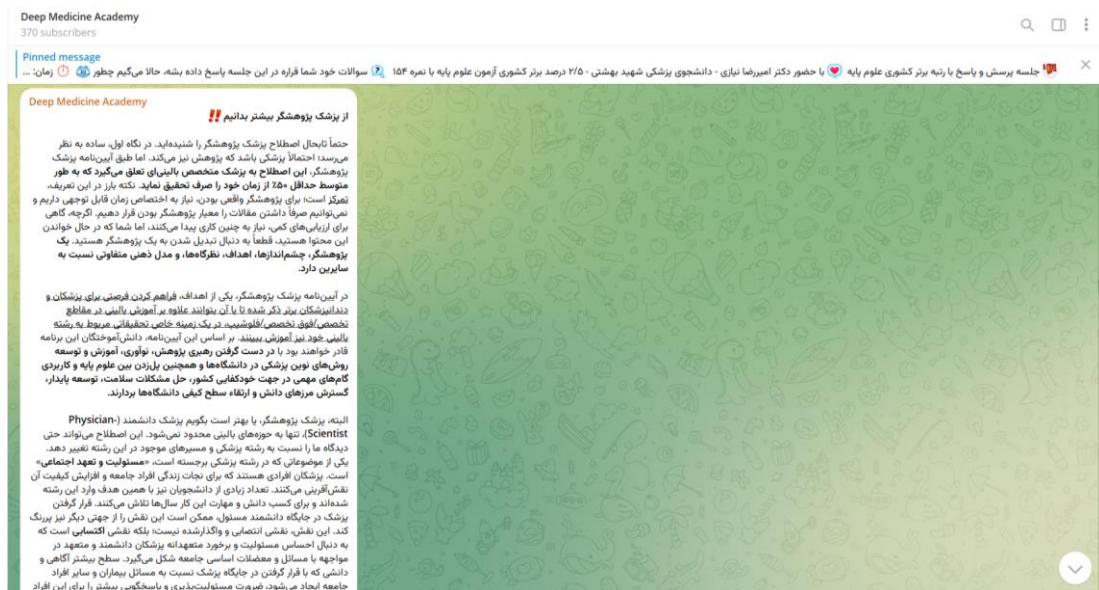 Deep Medicine Academy
370 subscribers
Pinned message
جلسه پرسش و پاسخ با رتبه برتر کشوری علوم پایه 💝 با حضور دکتر امیررضا نیازی - دانشجوی پزشکی شهید بهشتی - ۲/۵ درصد برتر کشوری آزمون علوم پایه با نمره ۱۵۴ سوالات خود شما قراره در این جلسه پاسخ داده بشه، حالا می‌گیم چطور ⏱ زمان: ...
Deep Medicine Academy
از پزشک پژوهشگر بیشتر بدانیم ‼️
حتماً تابحال اصطلاح پزشک پژوهشگر را شنیده‌اید. در نگاه اول، ساده به نظر
می‌رسد؛ احتمالاً پزشکی باشد که پژوهش نیز می‌کند. اما طبق آیین‌نامه پزشک
پژوهشگر، این اصطلاح به پزشک متخصص بالینی‌ای تعلق می‌گیرد که به طور
متوسط حداقل ۵۰٪ از زمان خود را صرف تحقیق نماید. نکته بارز در این تعریف،
تمرکز است؛ برای پژوهشگر واقعی بودن، نیاز به اختصاص زمان قابل توجهی داریم و
نمی‌توانیم صرفاً داشتن مقالات را معیار پژوهشگر بودن قرار دهیم. اگرچه، گاهی
برای ارزیابی‌های کمی، نیاز به چنین کاری پیدا می‌کنند، اما شما که در حال خواندن
این محتوا هستید، قطعاً به دنبال تبدیل شدن به یک پژوهشگر هستید. یک
پژوهشگر، چشم‌اندازها، اهداف، نظرگاه‌ها، و مدل ذهنی متفاوتی نسبت به
سایرین دارد.
در آیین‌نامه پزشک پژوهشگر، یکی از اهداف، فراهم کردن فرصتی برای پزشکان و
دندانپزشکان برتر ذکر شده تا با آن بتوانند علاوه بر آموزش بالینی در مقاطع
تخصص/فوق تخصص/فلوشیپ، در یک زمینه خاص تحقیقاتی مربوط به رشته
بالینی خود نیز آموزش ببینند. بر اساس این آیین‌نامه، دانش‌آموختگان این برنامه
قادر خواهند بود با در دست گرفتن رهبری پژوهش، نوآوری، آموزش و توسعه
روش‌های نوین پزشکی در دانشگاه‌ها و همچنین پل‌زدن بین علوم پایه و کاربردی
گام‌های مهمی در جهت خودکفایی کشور، حل مشکلات سلامت، توسعه پایدار،
گسترش مرزهای دانش و ارتقاء سطح کیفی دانشگاه‌ها بردارند.
البته، پزشک پژوهشگر، یا بهتر است بگویم پزشک دانشمند (Physician-
Scientist)، تنها به حوزه‌های بالینی محدود نمی‌شود. این اصطلاح می‌تواند حتی
دیدگاه ما را نسبت به رشته پزشکی و مسیرهای موجود در این رشته تغییر دهد.
یکی از موضوعاتی که در رشته پزشکی برجسته است، «مسئولیت و تعهد اجتماعی»
است. پزشکان افرادی هستند که برای نجات زندگی افراد جامعه و افزایش کیفیت آن
نقش‌آفرینی می‌کنند. تعداد زیادی از دانشجویان نیز با همین هدف وارد این رشته
شده‌اند و برای کسب دانش و مهارت این کار سال‌ها تلاش می‌کنند. قرار گرفتن
پزشک در جایگاه دانشمند مسئول، ممکن است این نقش را از جهتی دیگر نیز پررنگ
کند. این نقش، نقشی انتصابی و واگذارشده نیست؛ بلکه نقشی اکتسابی است که
به دنبال احساس مسئولیت و برخورد متعهدانه پزشکان دانشمند و متعهد در
مواجهه با مسائل و معضلات اساسی جامعه شکل می‌گیرد. سطح بیشتر آگاهی و
دانشی که با قرار گرفتن در جایگاه پزشک نسبت به مسائل بیماران و سایر افراد
جامعه ایجاد می‌شود، ضرورت مسئولیت‌پذیری و پاسخگویی بیشتر را برای این افراد